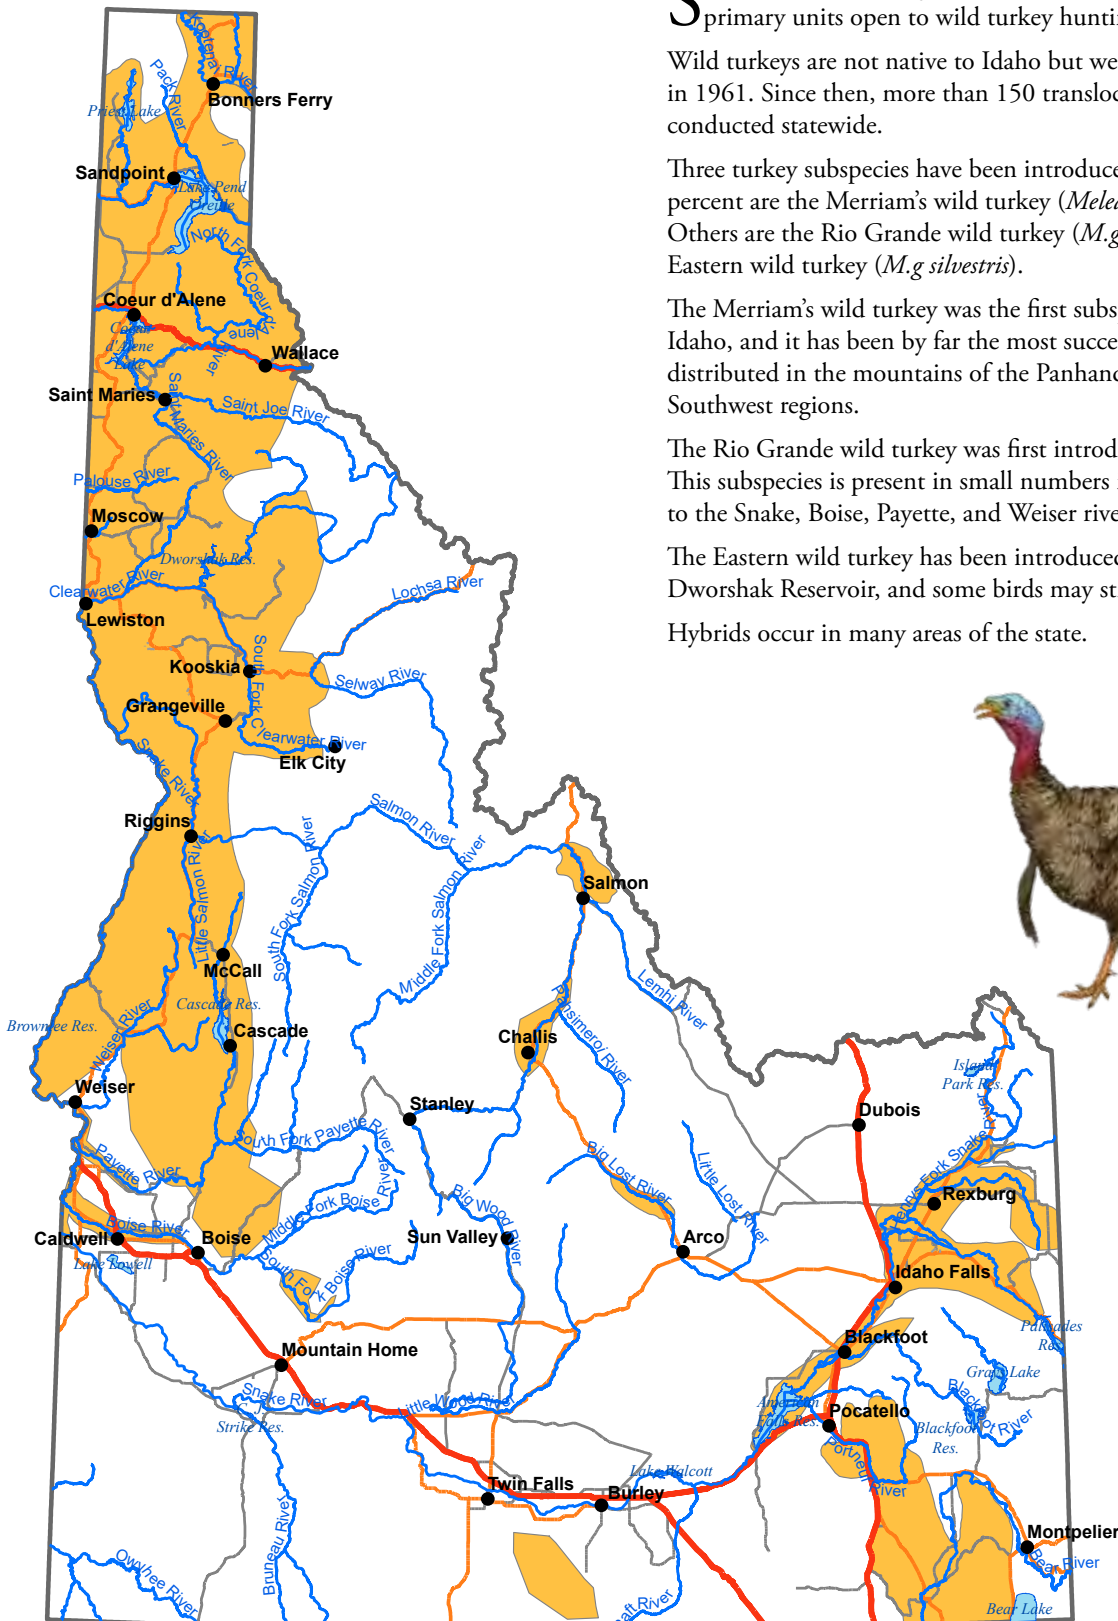 S
primary units open to wild turkey
Wild turkeys are not native to Idaho but
in 1961. Since then, more than 150
conducted statewide.
Three turkey subspecies have been
percent are the Merriam's wild turkey
Others are the Rio Grande wild turkey (M.g
Eastern wild turkey (M.g silvestris).
The Merriam's wild turkey was the first
Idaho, and it has been by far the most
distributed in the mountains of the
Southwest regions.
The Rio Grande wild turkey was first
This subspecies is present in small numbers
to the Snake, Boise, Payette, and Weiser
The Eastern wild turkey has been introduced
Dworshak Reservoir, and some birds may
Hybrids occur in many areas of the state.
Kootenay River
Pack River
Bonners Ferry
Priest Lake
Sandpoint
Lake Pend
Oreille
North Fork Coeur d'Alene River
Coeur d'Alene
Coeur
d'Alene
Lake
Wallace
Saint Maries
Saint Joe River
Saint Maries River
Palouse River
Moscow
Dworshak Res.
Clearwater River
Lewiston
Lochsa River
Kooskia
South Fork Clearwater River
Selway River
Grangeville
Elk City
Snake River
Riggins
Salmon River
Little Salmon River
South Fork Salmon River
Middle Fork Salmon River
Salmon
McCall
Lemhi River
Cascade Res.
Brownlee Res.
Weiser River
Cascade
Pahsimeroi River
Challis
Weiser
Stanley
Island
Park Res.
Dubois
South Fork Payette River
Payette River
Big Lost River
Little Lost River
Henrys Fork Snake River
Rexburg
Middle Fork Boise River
Big Wood River
Boise River
Caldwell
Boise
Sun Valley
Arco
Lake Lowell
South Fork Boise River
Idaho Falls
Palisades
Res.
Blackfoot
Mountain Home
Grays Lake
Snake River
Little Wood River
American
Falls Res.
Blackfoot River
Strike Res.
Pocatello
Blackfoot
Res.
Portneuf River
Lake Walcott
Twin Falls
Burley
Montpelier
Bruneau River
Bear River
Owyhee River
Raft River
Bear Lake